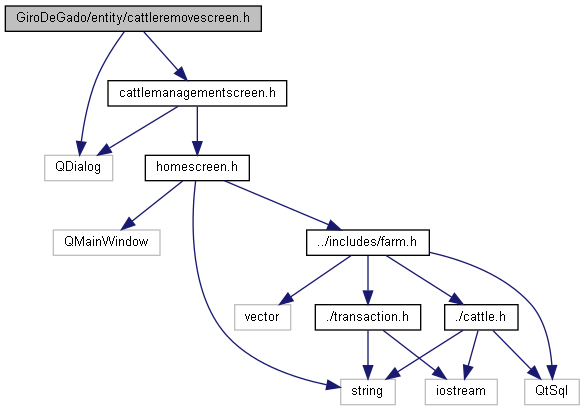 GiroDeGado/entity/cattleremovescreen.h
cattlemanagementscreen.h
QDialog
homescreen.h
QMainWindow
../includes/farm.h
vector
./transaction.h
./cattle.h
string
iostream
QtSql